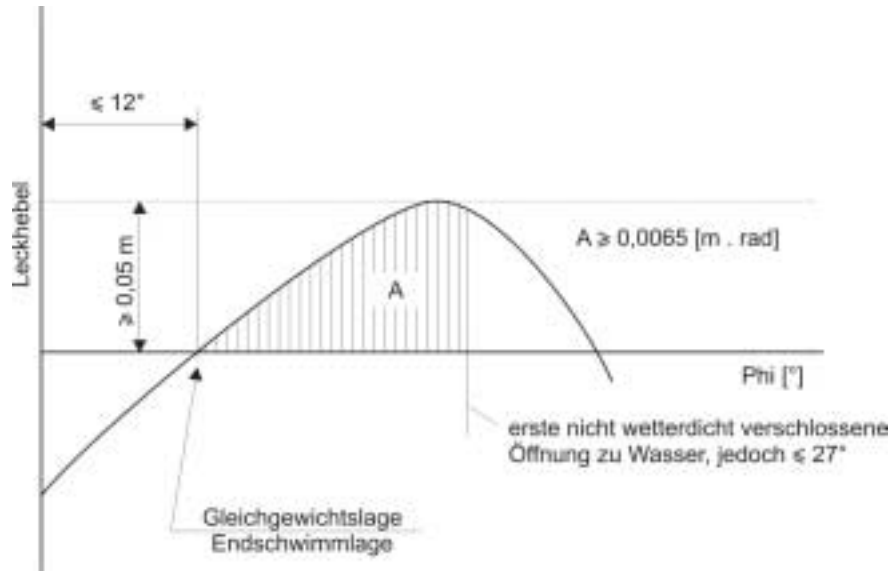 ≤ 12°
Leckhebel
≥ 0,05 m
A ≥ 0,0065 [m . rad]
A
Phi [°]
erste nicht wetterdicht verschlossene
Öffnung zu Wasser, jedoch ≤ 27°
Gleichgewichtslage
Endschwimmlage